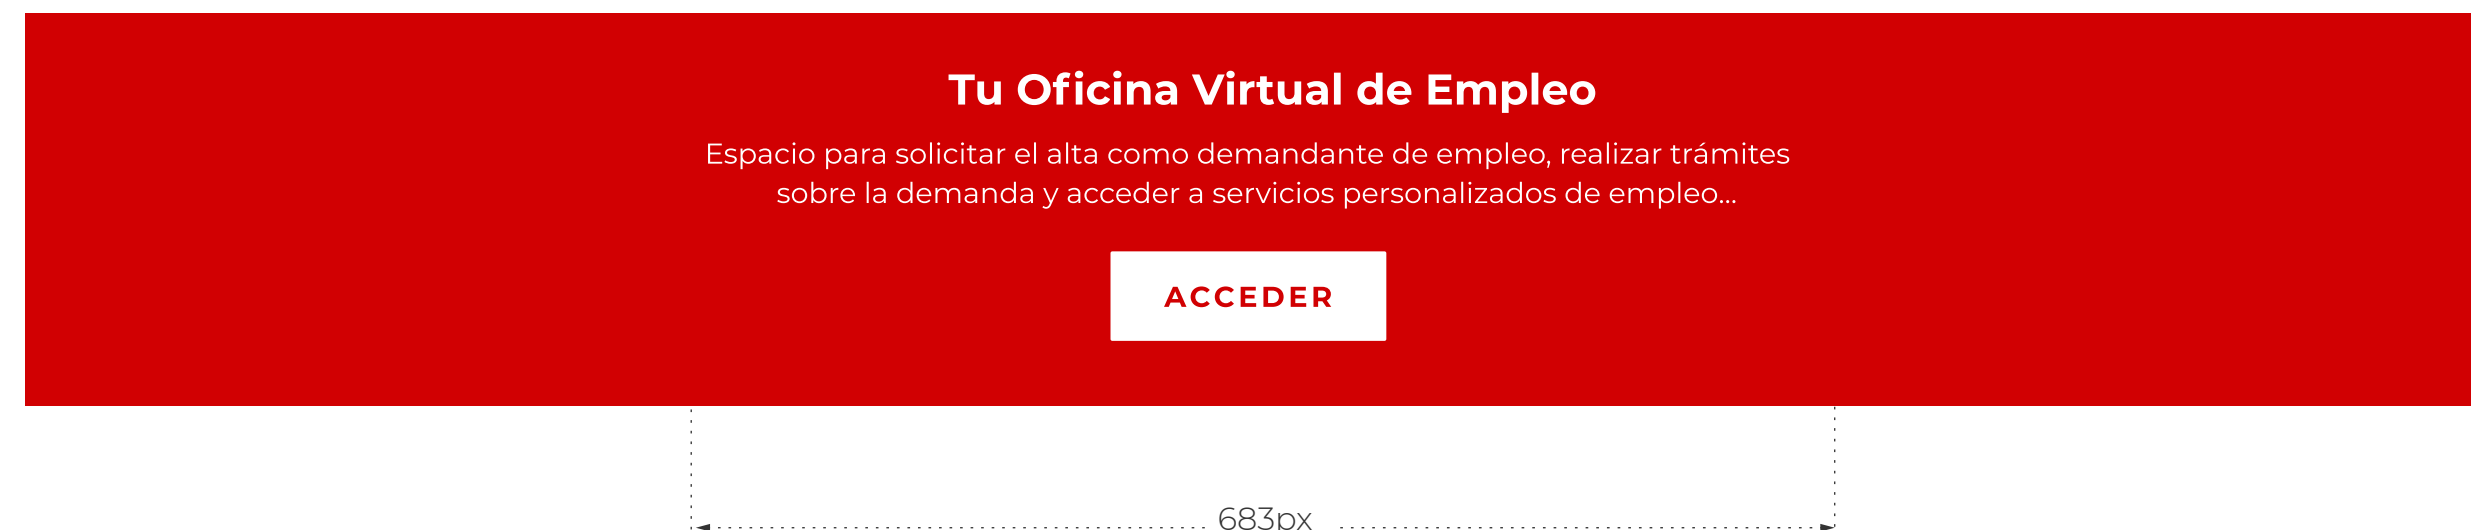 Tu Oficina Virtual de Empleo
Espacio para solicitar el alta como demandante de empleo, realizar trámites
sobre la demanda y acceder a servicios personalizados de empleo...
ACCEDER
683px